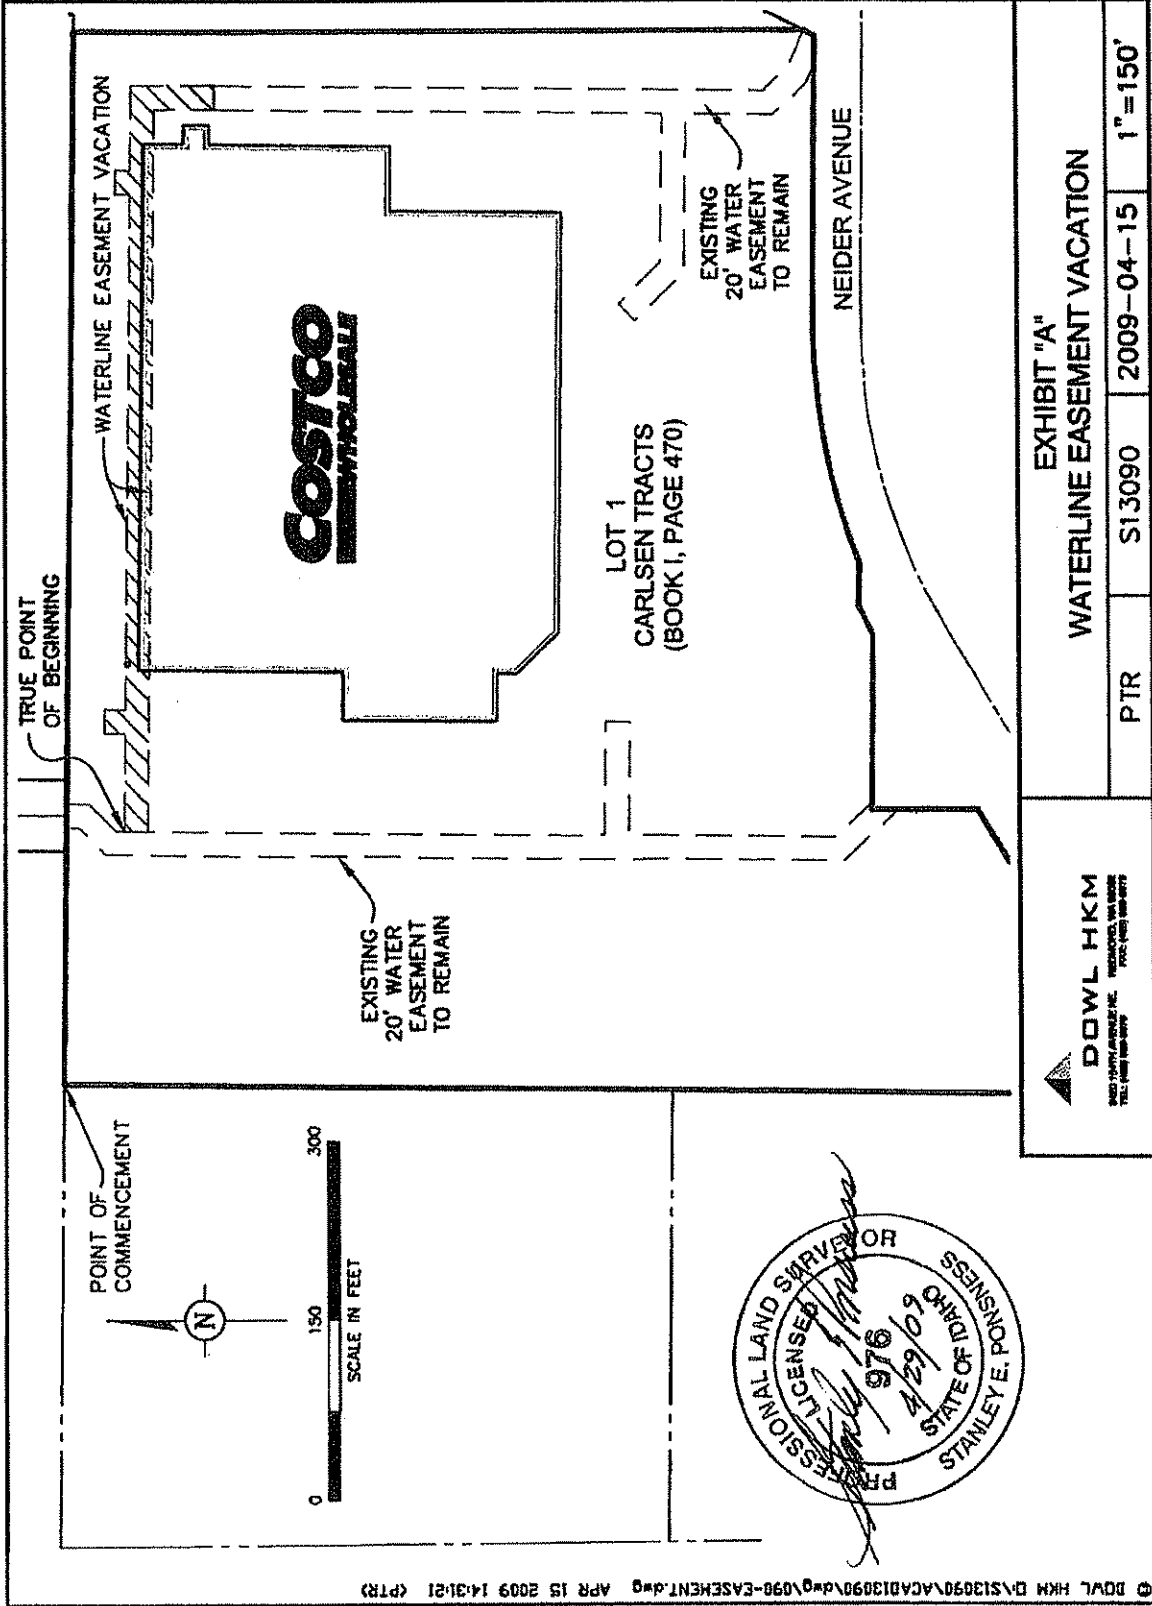 TRUE POINT
OF BEGINNING
WATERLINE EASEMENT VACATION
POINT OF
COMMENCEMENT
N
0 150 300
SCALE IN FEET
EXISTING
20' WATER
EASEMENT
TO REMAIN
COSTCO
WHOLESALE
LOT 1
CARLSEN TRACTS
(BOOK I, PAGE 470)
EXISTING
20' WATER
EASEMENT
TO REMAIN
NEIDER AVENUE
PROFESSIONAL LAND SURVEYOR
LICENSED
976
4/29/09
STATE OF IDAHO
STANLEY E. PONSNESS
DOWL HKM
EXHIBIT "A"
WATERLINE EASEMENT VACATION
PTR S13090 2009-04-15 1"=150'
© DOWL HKM D:\S13090\ACAD13090\dwg\090-EASEMENT.dwg APR 15 2009 14:31:21 (PTR)